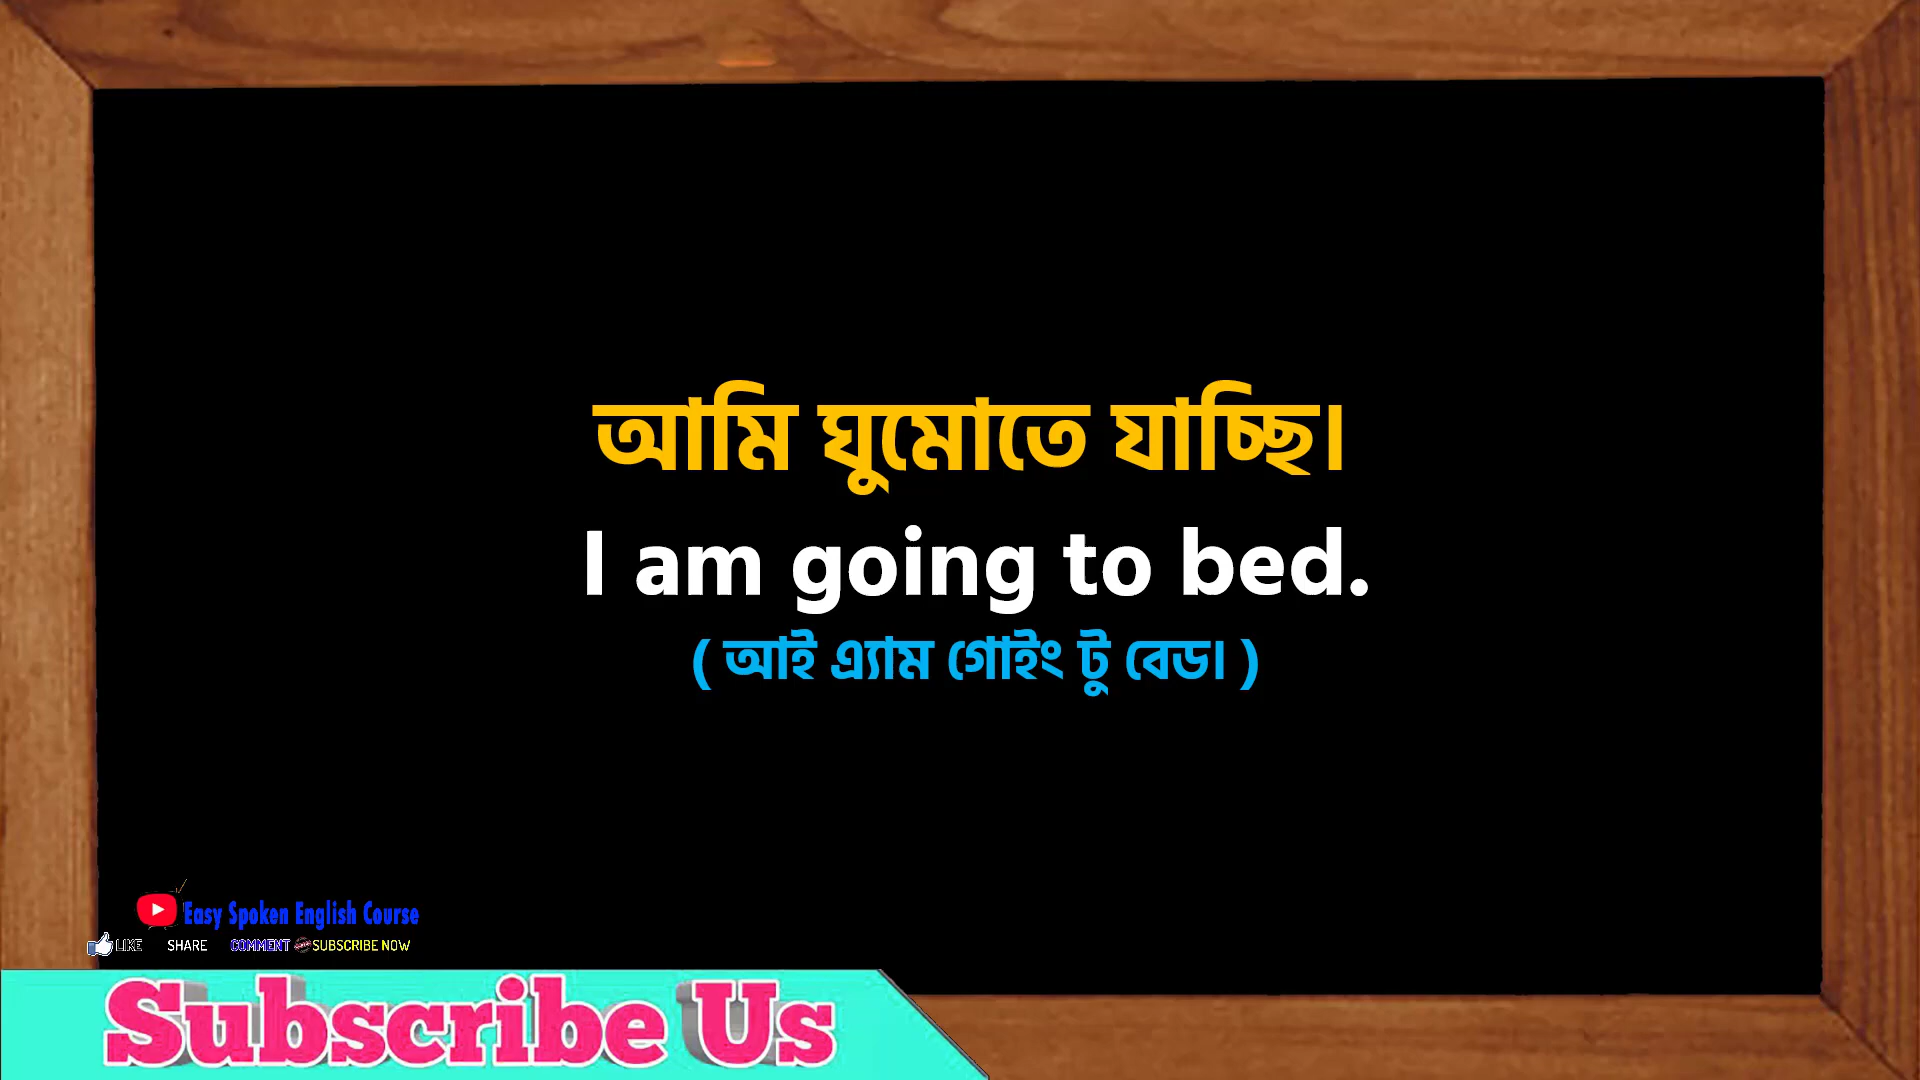 আমি ঘুমোতে যাচ্ছি।
I am going to bed.
( আই এ্যাম গোইং টু বেড। )
Easy Spoken English Course
LIKE SHARE COMMENT SUBSCRIBE NOW
Subscribe Us